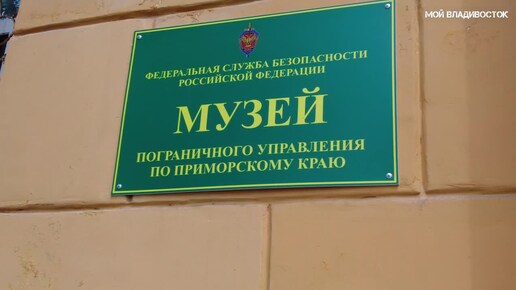 МОЙ ВЛАДИВОСТОК
ФЕДЕРАЛЬНАЯ СЛУЖБА БЕЗОПАСНОСТИ
РОССИЙСКОЙ ФЕДЕРАЦИИ
МУЗЕЙ
ПОГРАНИЧНОГО УПРАВЛЕНИЯ
ПО ПРИМОРСКОМУ КРАЮ